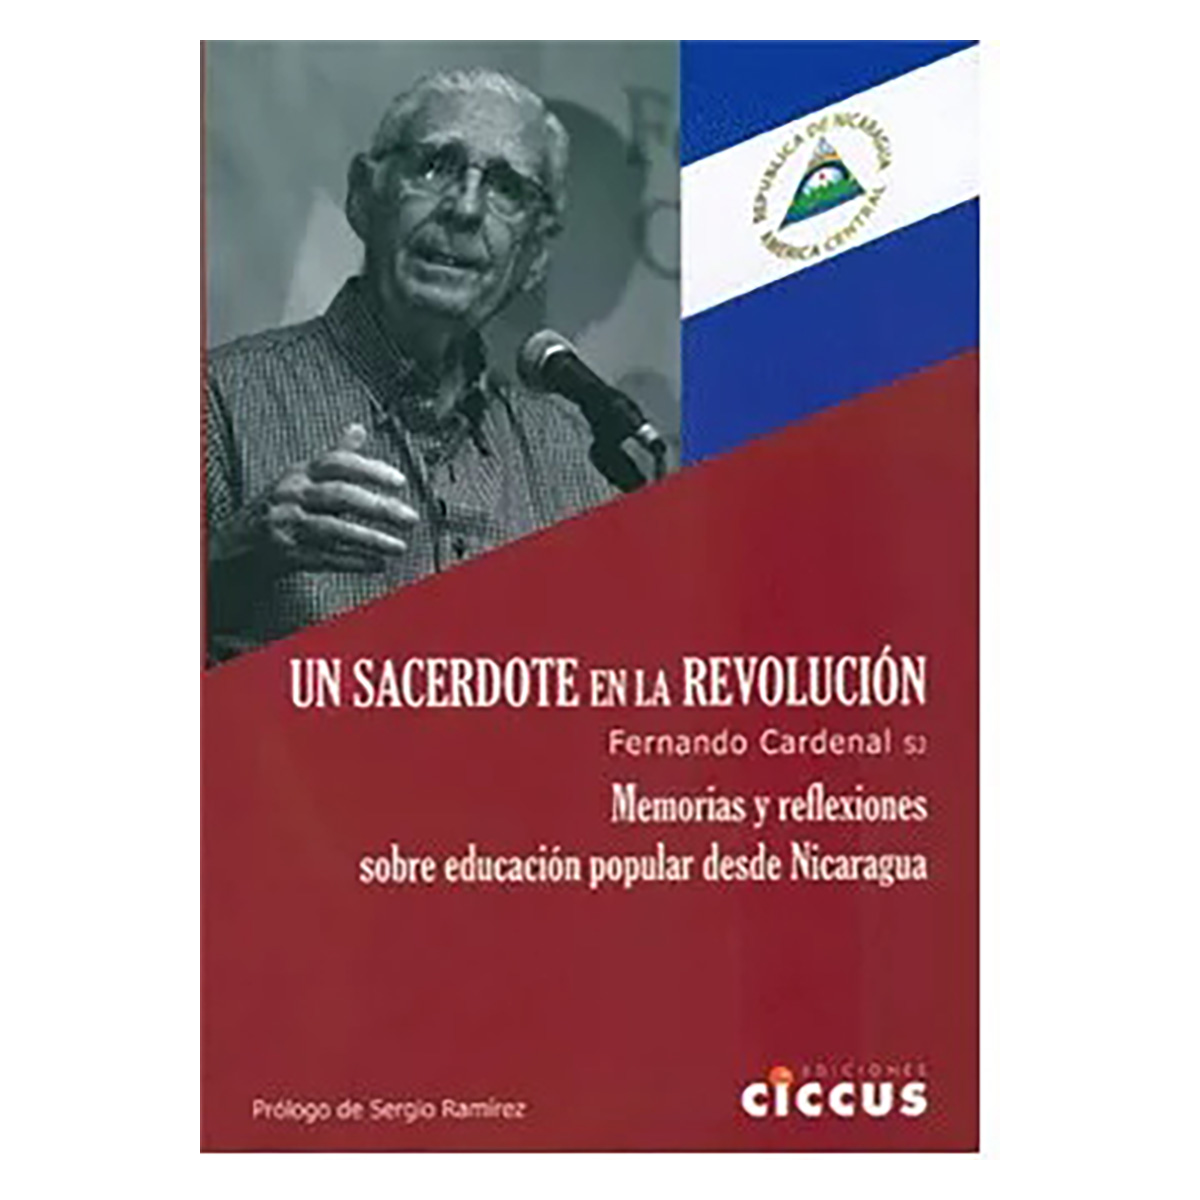 REPUBLICA DE NICARAGUA
AMERICA CENTRAL
UN SACERDOTE EN LA REVOLUCIÓN
Fernando Cardenal SJ
Memorias y reflexiones
sobre educación popular desde Nicaragua
Prólogo de Sergio Ramírez
EDICIONES
CICCUS